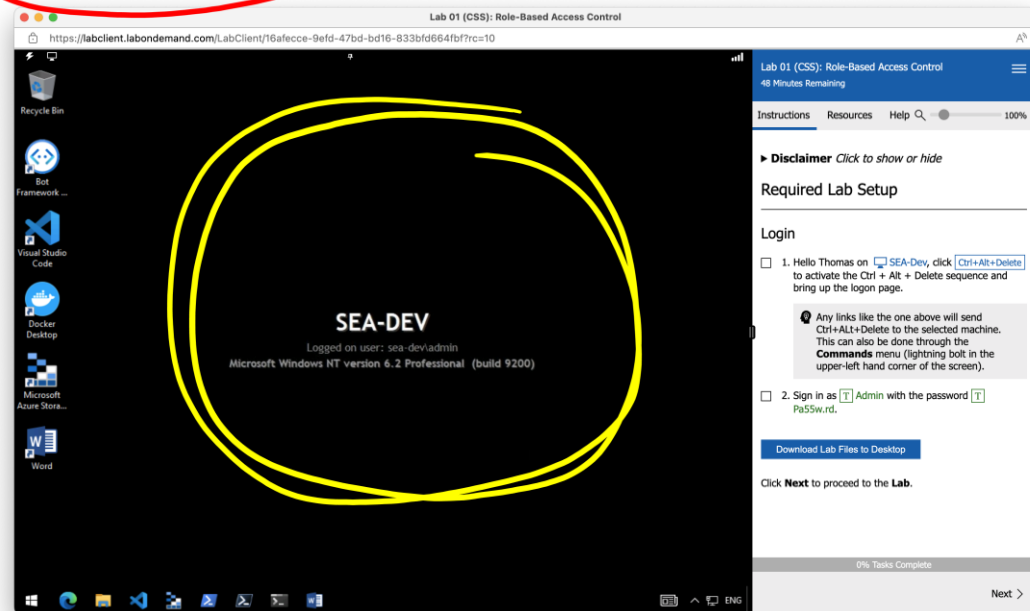 Lab 01 (CSS): Role-Based Access Control
https://labclient.labondemand.com/LabClient/16afecce-9efd-47bd-bd16-833bfd664fbf?rc=10
Recycle Bin
Bot
Framework ...
Visual Studio
Code
Docker
Desktop
Microsoft
Azure Stora...
Word
SEA-DEV
Logged on user: sea-dev\admin
Microsoft Windows NT version 6.2 Professional (build 9200)
ENG
Lab 01 (CSS): Role-Based Access Control
48 Minutes Remaining
Instructions Resources Help 100%
Disclaimer Click to show or hide
Required Lab Setup
Login
1. Hello Thomas on SEA-Dev, click Ctrl+Alt+Delete
to activate the Ctrl + Alt + Delete sequence and
bring up the logon page.
Any links like the one above will send
Ctrl+ALt+Delete to the selected machine.
This can also be done through the
Commands menu (lightning bolt in the
upper-left hand corner of the screen).
2. Sign in as T Admin with the password T
Pa55w.rd.
Download Lab Files to Desktop
Click Next to proceed to the Lab.
0% Tasks Complete
Next >